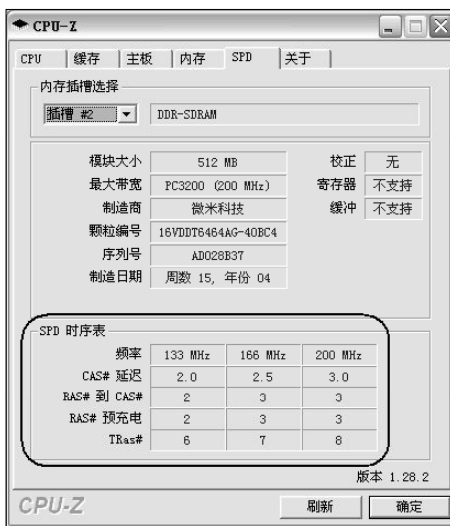 CPU-Z
CPU 缓存 主板 内存 SPD 关于
内存插槽选择
插槽 #2 DDR-SDRAM
模块大小 512 MB 校正 无
最大带宽 PC3200 (200 MHz) 寄存器 不支持
制造商 微米科技 缓冲 不支持
颗粒编号 16VDDT6464AG-40BC4
序列号 AD028B37
制造日期 周数 15, 年份 04
SPD 时序表
频率 133 MHz 166 MHz 200 MHz
CAS# 延迟 2.0 2.5 3.0
RAS# 到 CAS# 2 3 3
RAS# 预充电 2 3 3
TRas# 6 7 8
版本 1.28.2
CPU-Z 刷新 确定